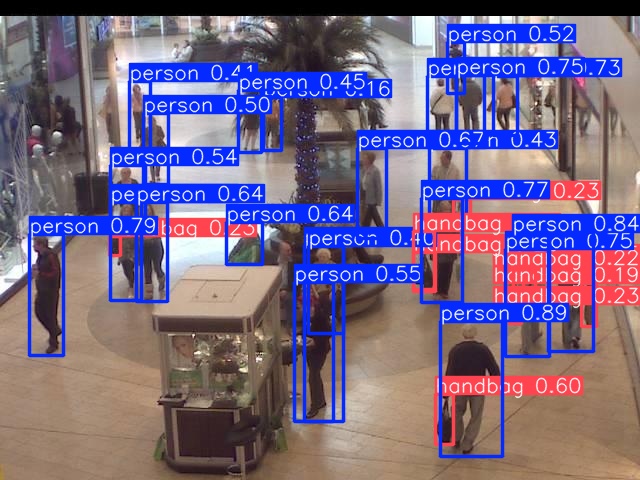 person 0.52
person 0.41
person 0.45
0.16
person 0.75
0.73
person 0.50
person 0.67
0.43
person 0.54
person 0.64
person 0.77
0.23
person 0.79
bag 0.23
person 0.64
handbag
person 0.84
person 0.40
handbag
person 0.75
handbag 0.22
handbag 0.19
person 0.55
handbag 0.23
person 0.89
handbag 0.60